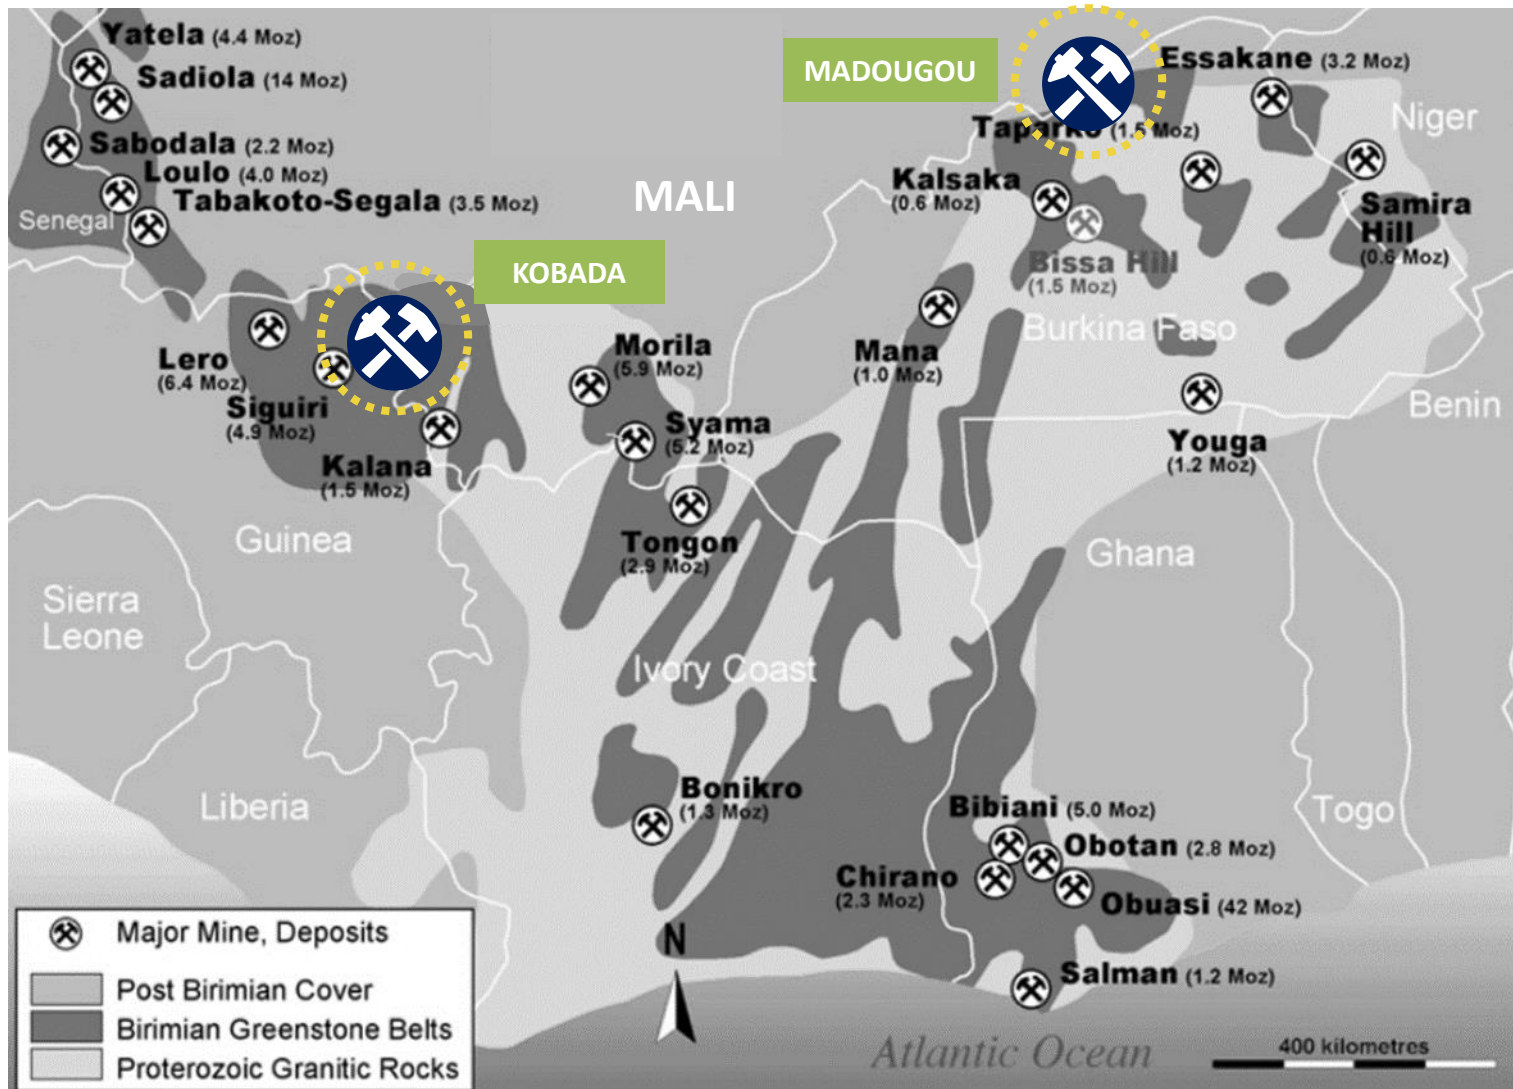 Yatela (4.4 Moz)
Sadiola (14 Moz)
Sabodala (2.2 Moz)
Loulo (4.0 Moz)
Tabakoto-Segala (3.5 Moz)
Senegal
MALI
MADOUGOU
Essakane (3.2 Moz)
Niger
Taparko (1.5 Moz)
Kalsaka
(0.6 Moz)
Samira
Hill
(0.6 Moz)
Bissa Hill
(1.5 Moz)
KOBADA
Burkina Faso
Lero
(6.4 Moz)
Siguiri
(4.9 Moz)
Kalana
(1.5 Moz)
Morila
(5.9 Moz)
Syama
(5.2 Moz)
Mana
(1.0 Moz)
Benin
Youga
(1.2 Moz)
Tongon
(2.9 Moz)
Guinea
Ghana
Sierra
Leone
Ivory Coast
Liberia
Togo
Bonikro
(1.3 Moz)
Bibiani (5.0 Moz)
Obotan (2.8 Moz)
Chirano
(2.3 Moz)
Obuasi (42 Moz)
Salman (1.2 Moz)
N
Major Mine, Deposits
Post Birimian Cover
Birimian Greenstone Belts
Proterozoic Granitic Rocks
Atlantic Ocean
400 kilometres